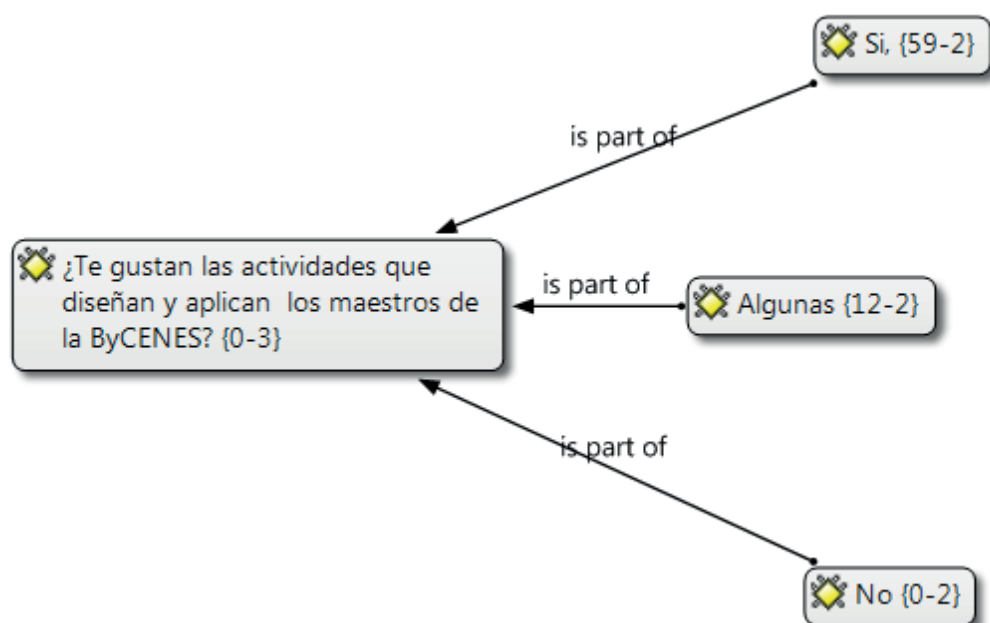 Si, {59-2}
is part of
¿Te gustan las actividades que
diseñan y aplican los maestros de
la ByCENES? {0-3}
is part of
Algunas {12-2}
is part of
No {0-2}